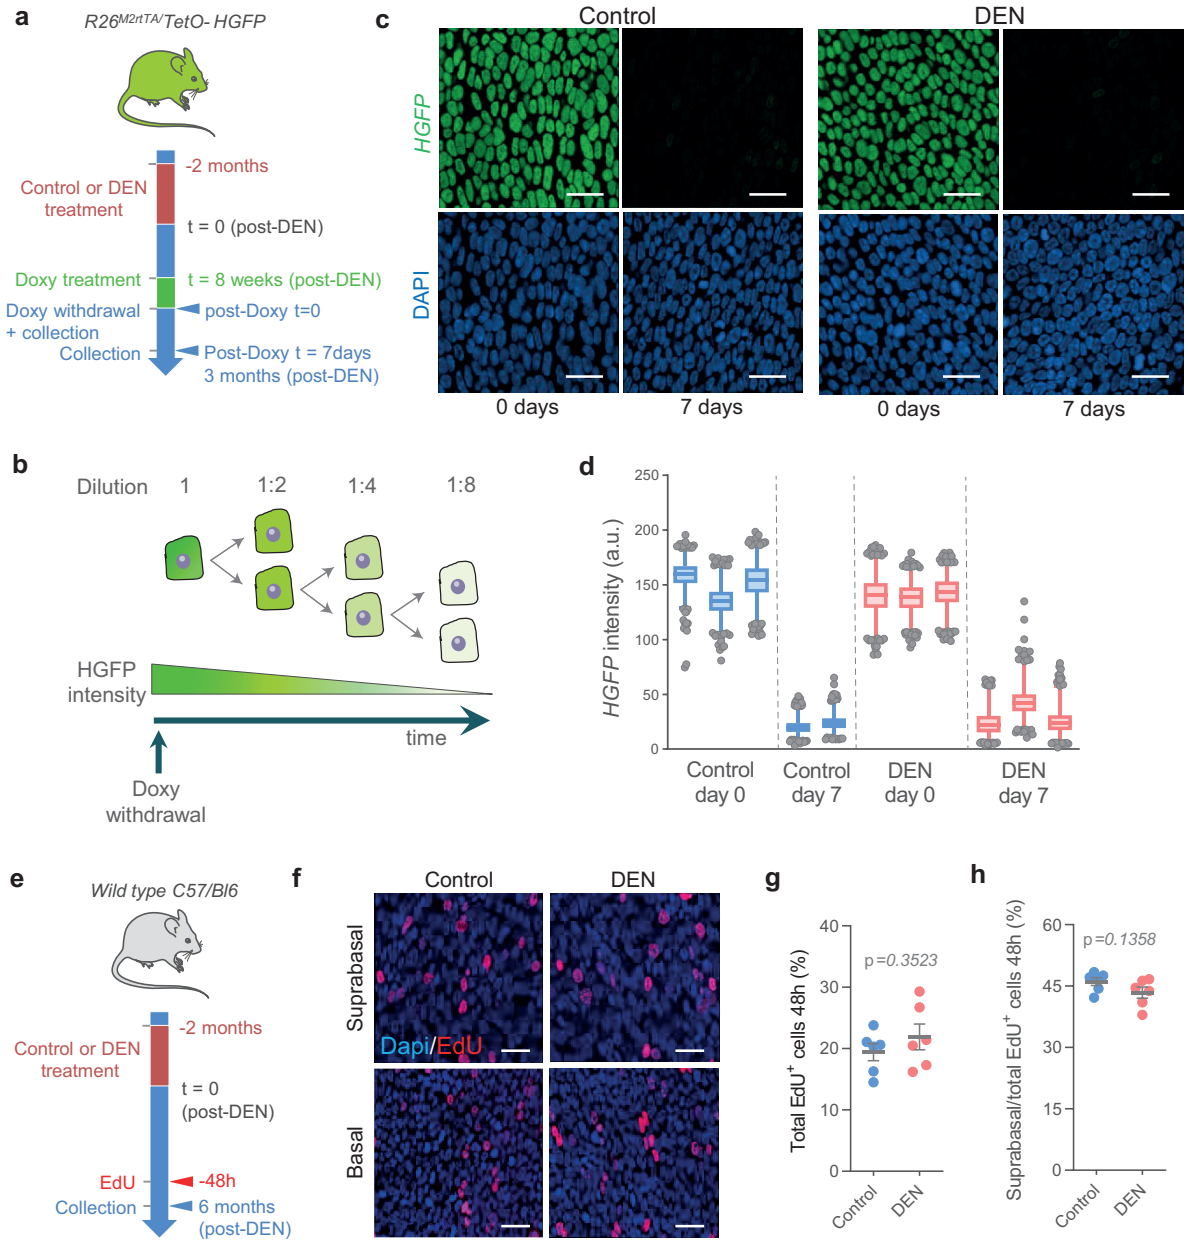 a
R26M2rtTA/TetO- HGFP
-2 months
Control or DEN
treatment
t = 0 (post-DEN)
Doxy treatment
t = 8 weeks (post-DEN)
Doxy withdrawal
+ collection
post-Doxy t=0
Collection
Post-Doxy t = 7days
3 months (post-DEN)
c
Control
DEN
HGFP
DAPI
0 days
7 days
0 days
7 days
b
Dilution
1
1:2
1:4
1:8
HGFP
intensity
time
Doxy
withdrawal
d
HGFP intensity (a.u.)
250
200
150
100
50
0
Control
day 0
Control
day 7
DEN
day 0
DEN
day 7
e
Wild type C57/Bl6
-2 months
Control or DEN
treatment
t = 0
(post-DEN)
EdU
-48h
Collection
6 months
(post-DEN)
f
Control
DEN
Suprabasal
Dapi/EdU
Basal
g
Total EdU+ cells 48h (%)
40
30
20
10
0
p=0.3523
Control
DEN
h
Suprabasal/total EdU+ cells 48h (%)
60
45
30
15
0
p=0.1358
Control
DEN